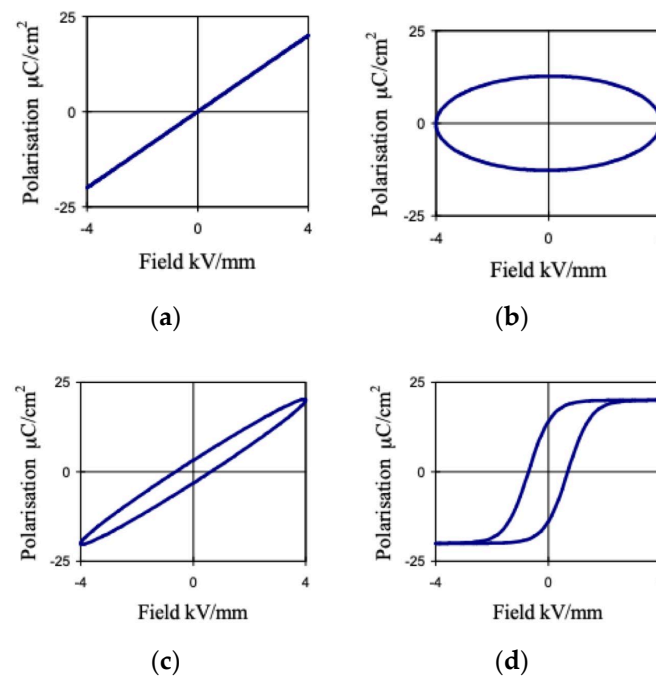 Polarisation μC/cm²
25
0
-25
-4
0
4
Field kV/mm
(a)
Polarisation μC/cm²
25
0
-25
-4
0
4
Field kV/mm
(b)
Polarisation μC/cm²
25
0
-25
-4
0
4
Field kV/mm
(c)
Polarisation μC/cm²
25
0
-25
-4
0
4
Field kV/mm
(d)